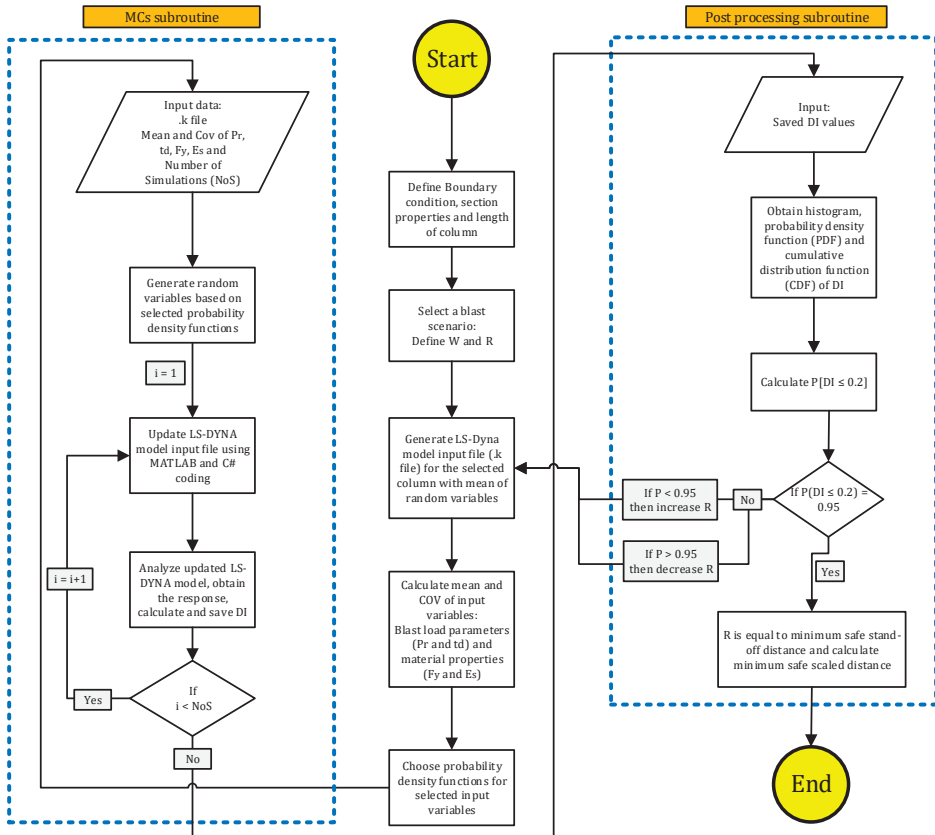 MCs subroutine
Input data:
.k file
Mean and Cov of Pr,
td, Fy, Es and
Number of
Simulations (NoS)
Generate random
variables based on
selected probability
density functions
i = 1
Update LS-DYNA
model input file using
MATLAB and C#
coding
Analyze updated LS-
DYNA model, obtain
the response,
calculate and save DI
i = i+1
If
i < NoS
Yes
No
Start
Define Boundary
condition, section
properties and length
of column
Select a blast
scenario:
Define W and R
Generate LS-Dyna
model input file (.k
file) for the selected
column with mean of
random variables
Calculate mean and
COV of input
variables:
Blast load parameters
(Pr and td) and
material properties
(Fy and Es)
Choose probability
density functions for
selected input
variables
Post processing subroutine
Input:
Saved DI values
Obtain histogram,
probability density
function (PDF) and
cumulative
distribution function
(CDF) of DI
Calculate P[DI ≤ 0.2]
If P(DI ≤ 0.2) =
0.95
No
If P < 0.95
then increase R
If P > 0.95
then decrease R
Yes
R is equal to minimum safe stand-
off distance and calculate
minimum safe scaled distance
End